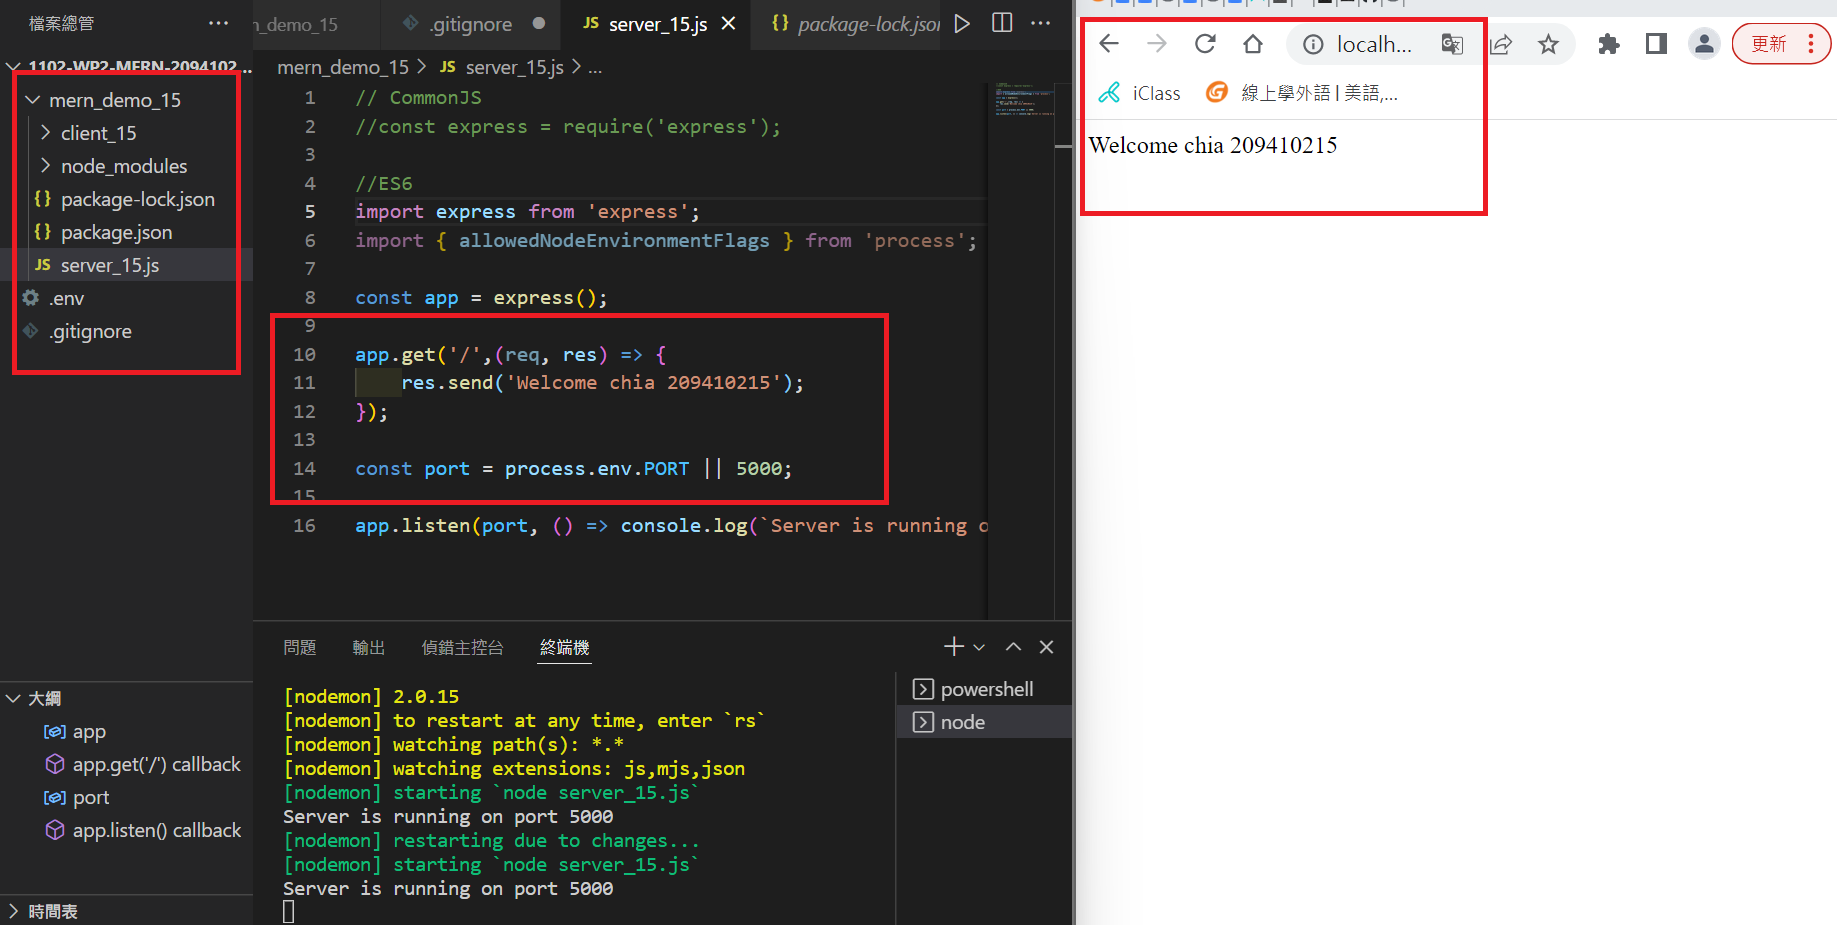 檔案總管
1102-WP2-MERN-2094102...
mern_demo_15
client_15
node_modules
package-lock.json
package.json
server_15.js
.env
.gitignore
大綱
app
app.get('/') callback
port
app.listen() callback
時間表
n_demo_15
.gitignore
JS server_15.js
{} package-lock.json
mern_demo_15 > JS server_15.js > ...
1 // CommonJS
2 //const express = require('express');
3
4 //ES6
5 import express from 'express';
6 import { allowedNodeEnvironmentFlags } from 'process';
7
8 const app = express();
9
10 app.get('/',(req, res) => {
11 res.send('Welcome chia 209410215');
12 });
13
14 const port = process.env.PORT || 5000;
15
16 app.listen(port, () => console.log(`Server is running o
問題 輸出 偵錯主控台 終端機
[nodemon] 2.0.15
[nodemon] to restart at any time, enter `rs`
[nodemon] watching path(s): *.*
[nodemon] watching extensions: js,mjs,json
[nodemon] starting `node server_15.js`
Server is running on port 5000
[nodemon] restarting due to changes...
[nodemon] starting `node server_15.js`
Server is running on port 5000
powershell
node
localh...
更新
iClass
線上學外語 | 美語,...
Welcome chia 209410215